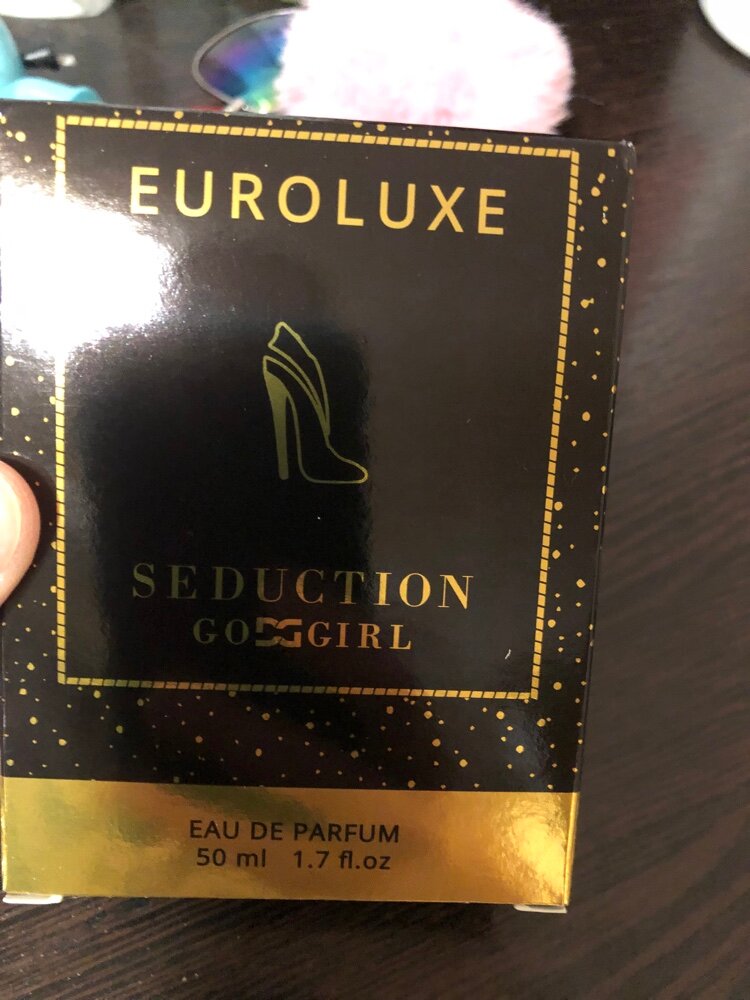 EUROLUXE
SEDUCTION
GO GIRL
EAU DE PARFUM
50 ml 1.7 fl.oz